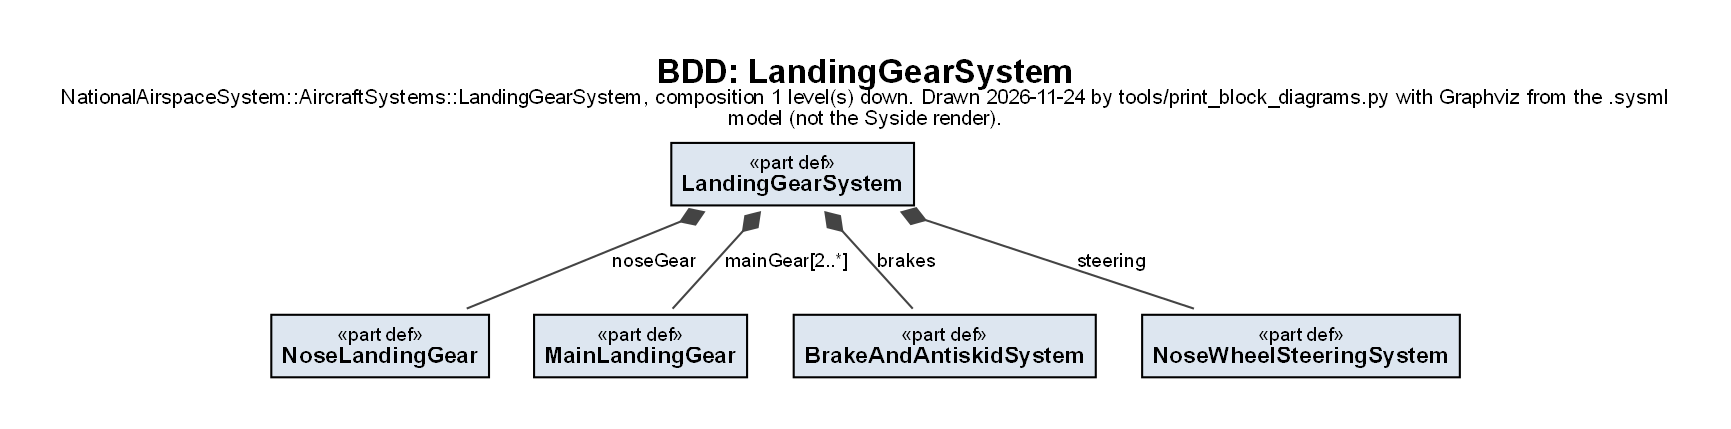 BDD: LandingGearSystem
NationalAirspaceSystem::AircraftSystems::LandingGearSystem, composition 1 level(s) down. Drawn 2026-11-24 by tools/print_block_diagrams.py with Graphviz from the .sysml
model (not the Syside render).
«part def»
LandingGearSystem
noseGear
mainGear[2..*]
brakes
steering
«part def»
NoseLandingGear
«part def»
MainLandingGear
«part def»
BrakeAndAntiskidSystem
«part def»
NoseWheelSteeringSystem